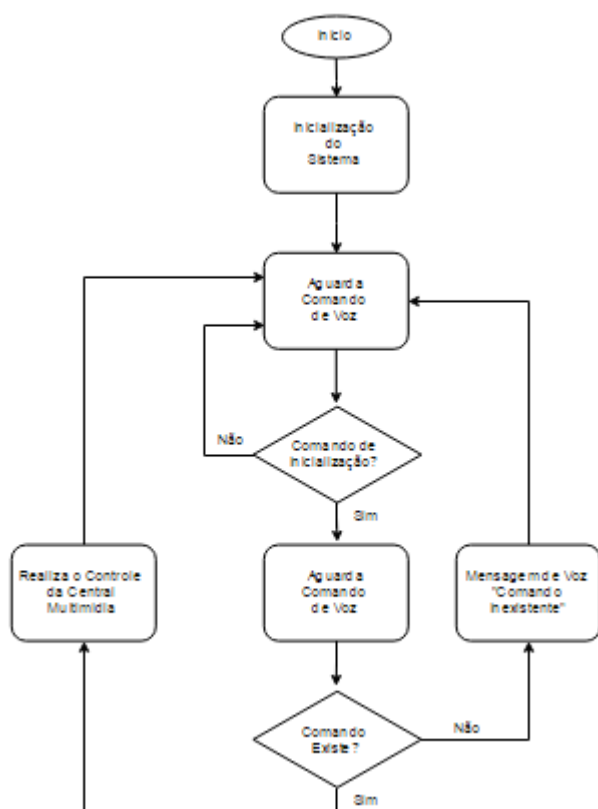 Início
Inicialização
do
Sistema
Aguarda
Comando
de Voz
Não
Comando de
Inicialização?
Sim
Realiza o Controle
da Central
Multimídia
Aguarda
Comando
de Voz
Mensagem de Voz
"Comando
Inexistente"
Comando
Existe?
Não
Sim